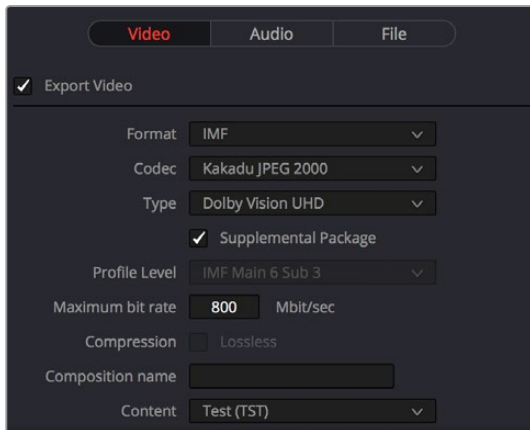 Video Audio File
Export Video
Format IMF
Codec Kakadu JPEG 2000
Type Dolby Vision UHD
Supplemental Package
Profile Level IMF Main 6 Sub 3
Maximum bit rate 800 Mbit/sec
Compression Lossless
Composition name
Content Test (TST)